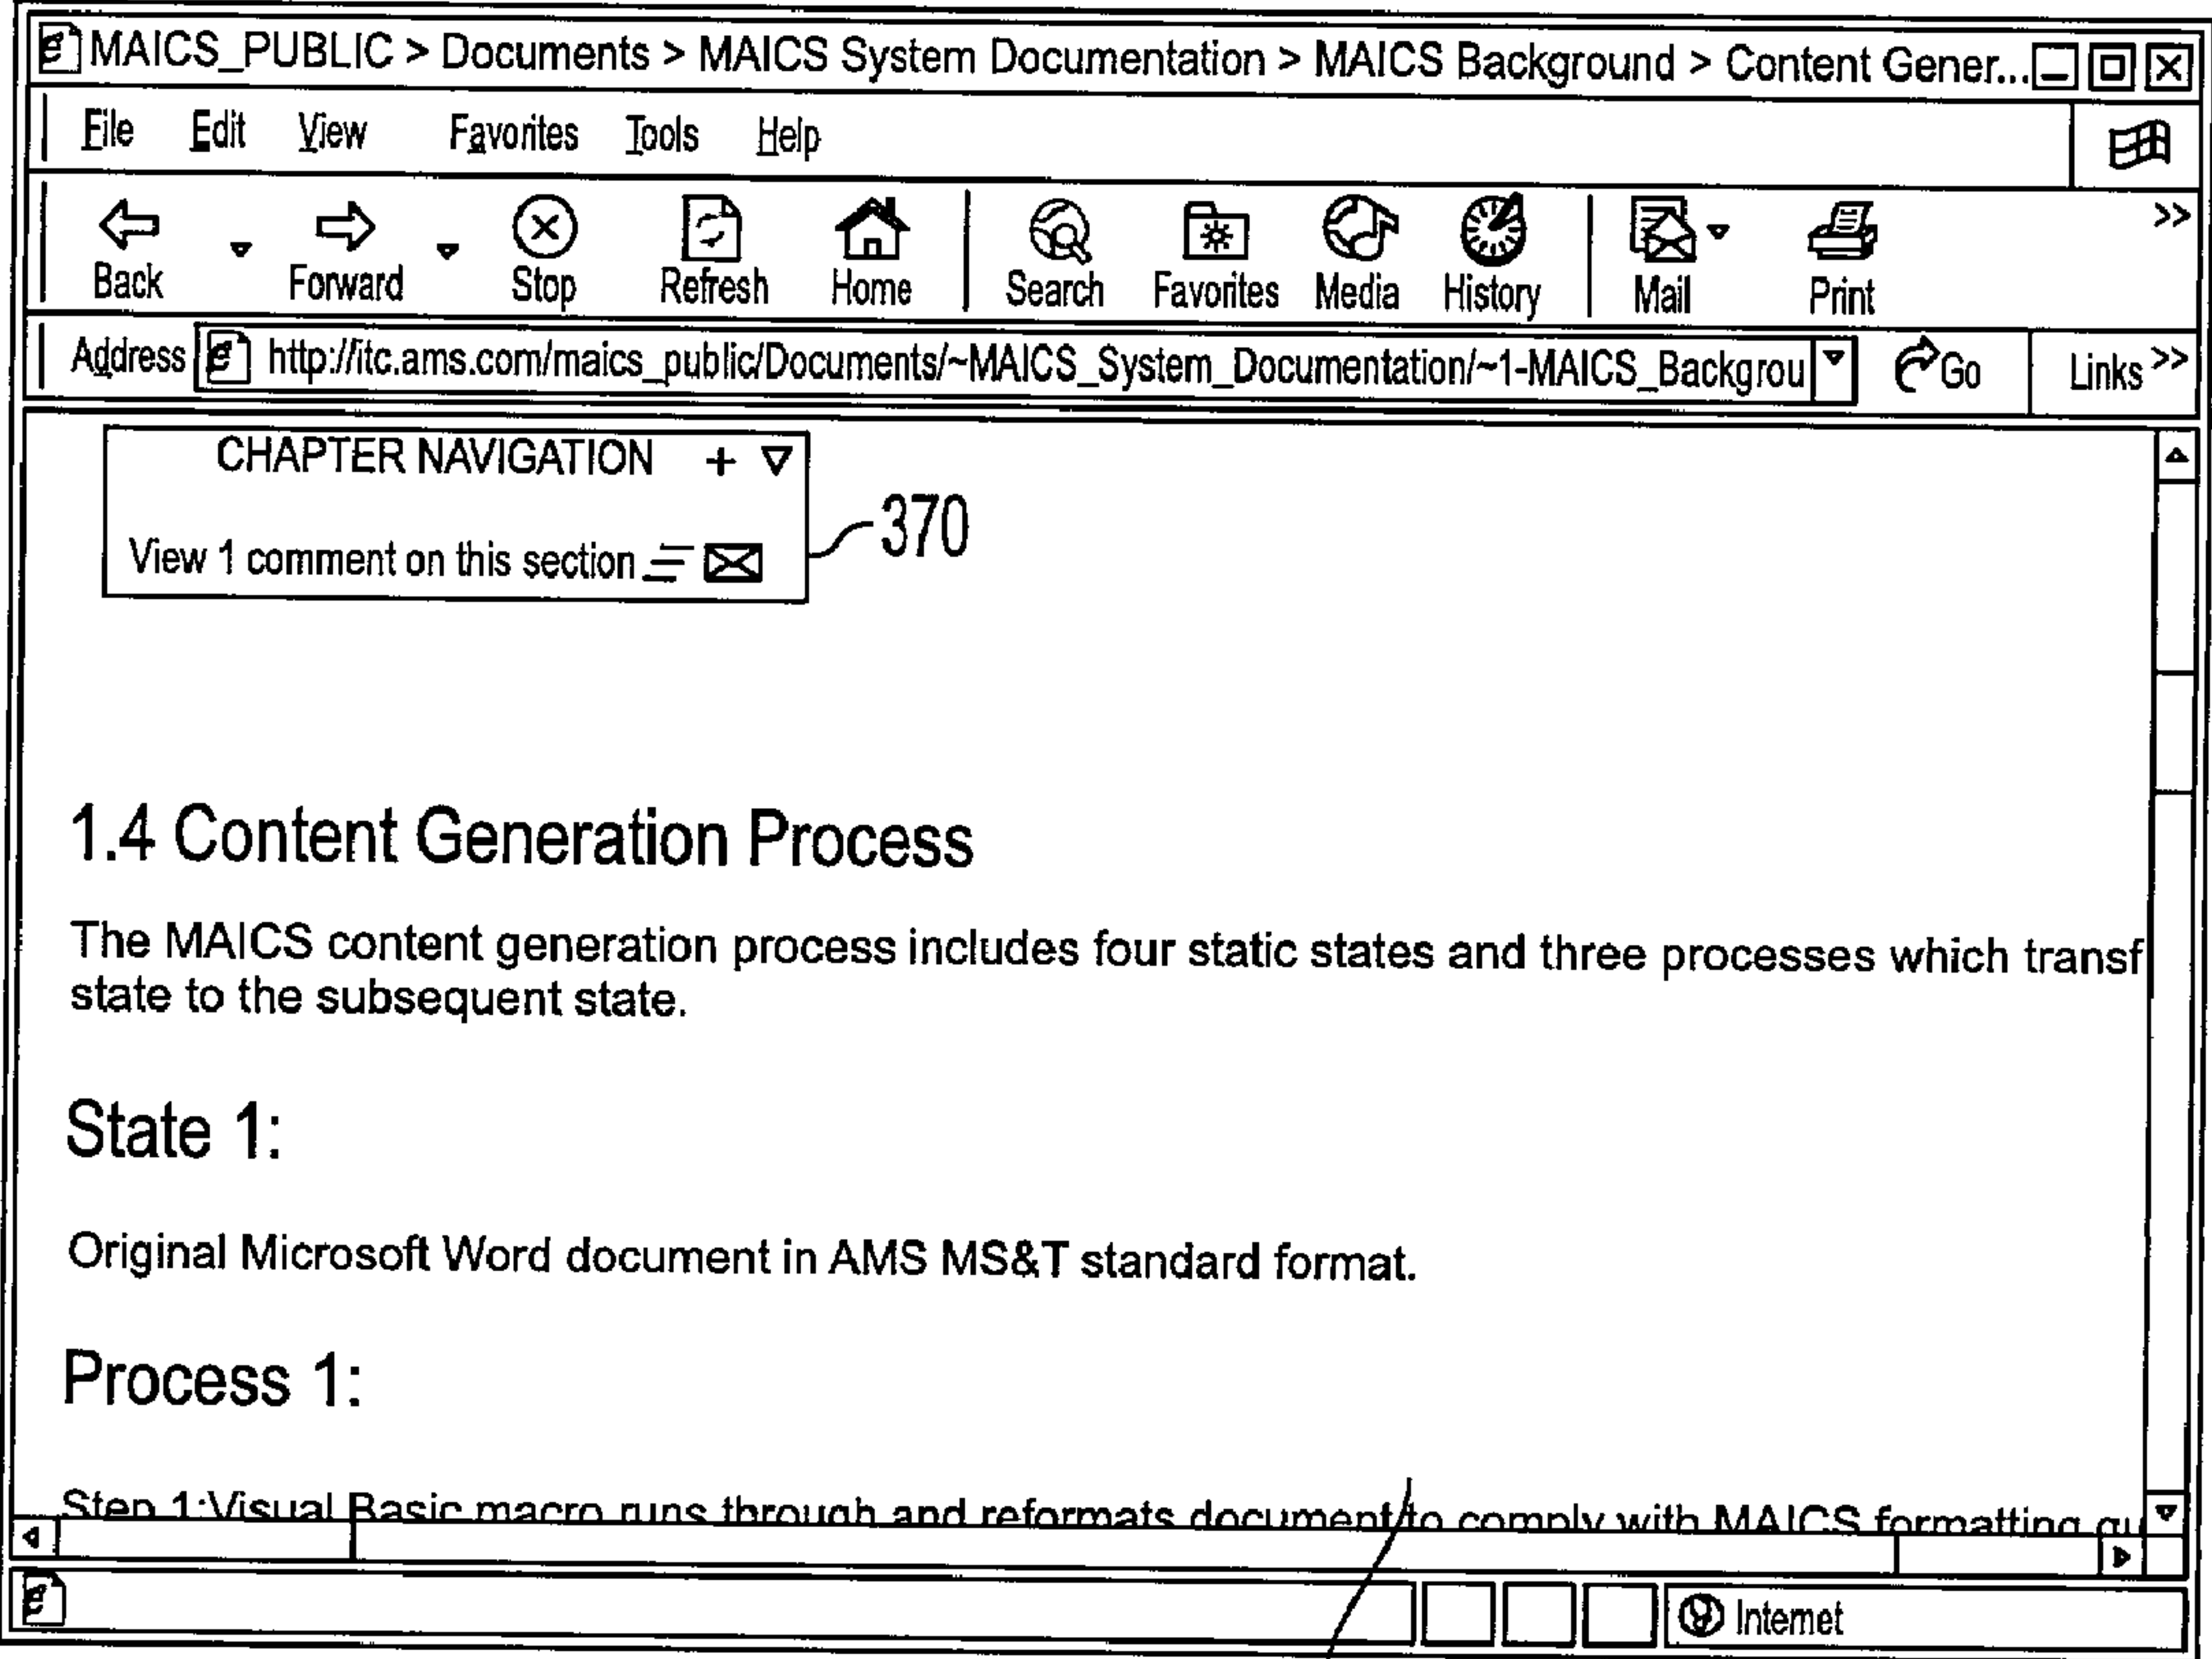 MAICS_PUBLIC > Documents > MAICS System Documentation > MAICS Background > Content Gener...
File Edit View Favorites Tools Help
Back Forward Stop Refresh Home Search Favorites Media History Mail Print >>
Address http://itc.ams.com/maics_public/Documents/~MAICS_System_Documentation/~1-MAICS_Backgrou Go Links >>
CHAPTER NAVIGATION +
370
View 1 comment on this section
1.4 Content Generation Process
The MAICS content generation process includes four static states and three processes which transf
state to the subsequent state.
State 1:
Original Microsoft Word document in AMS MS&T standard format.
Process 1:
Step 1:Visual Basic macro runs through and reformats document to comply with MAICS formatting gu
Internet